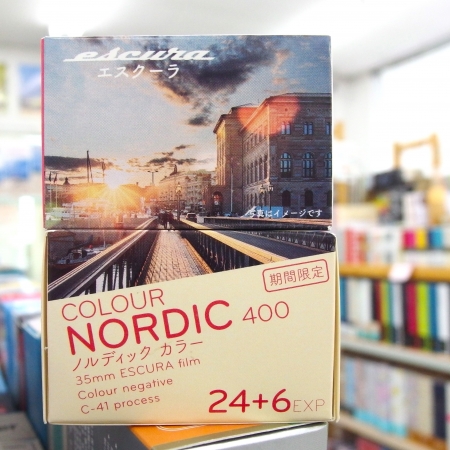 escura
エスクーラ
写真はイメージです
期間限定
COLOUR
NORDIC 400
ノルディック カラー
35mm ESCURA film
Colour negative
C-41 process
24+6EXP